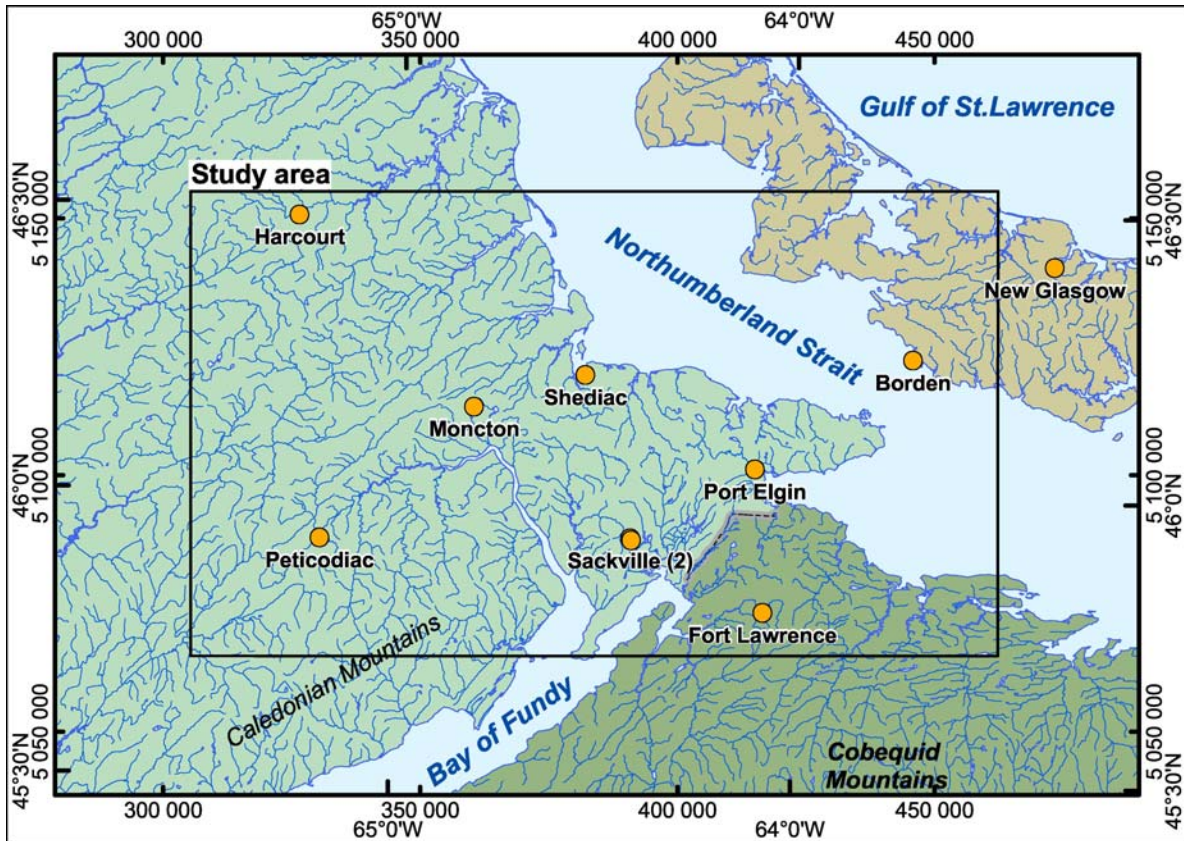 65°0'W
64°0'W
300 000
350 000
400 000
450 000
Gulf of St.Lawrence
46°30'N
5 150 000
Study area
5 150 000
46°30'N
Harcourt
Northumberland Strait
New Glasgow
Borden
Shediac
Moncton
46°0'N
5 100 000
Port Elgin
5 100 000
46°0'N
Peticodiac
Sackville (2)
Fort Lawrence
Caledonian Mountains
Bay of Fundy
45°30'N
5 050 000
Cobequid
Mountains
5 050 000
45°30'N
300 000
350 000
400 000
450 000
65°0'W
64°0'W